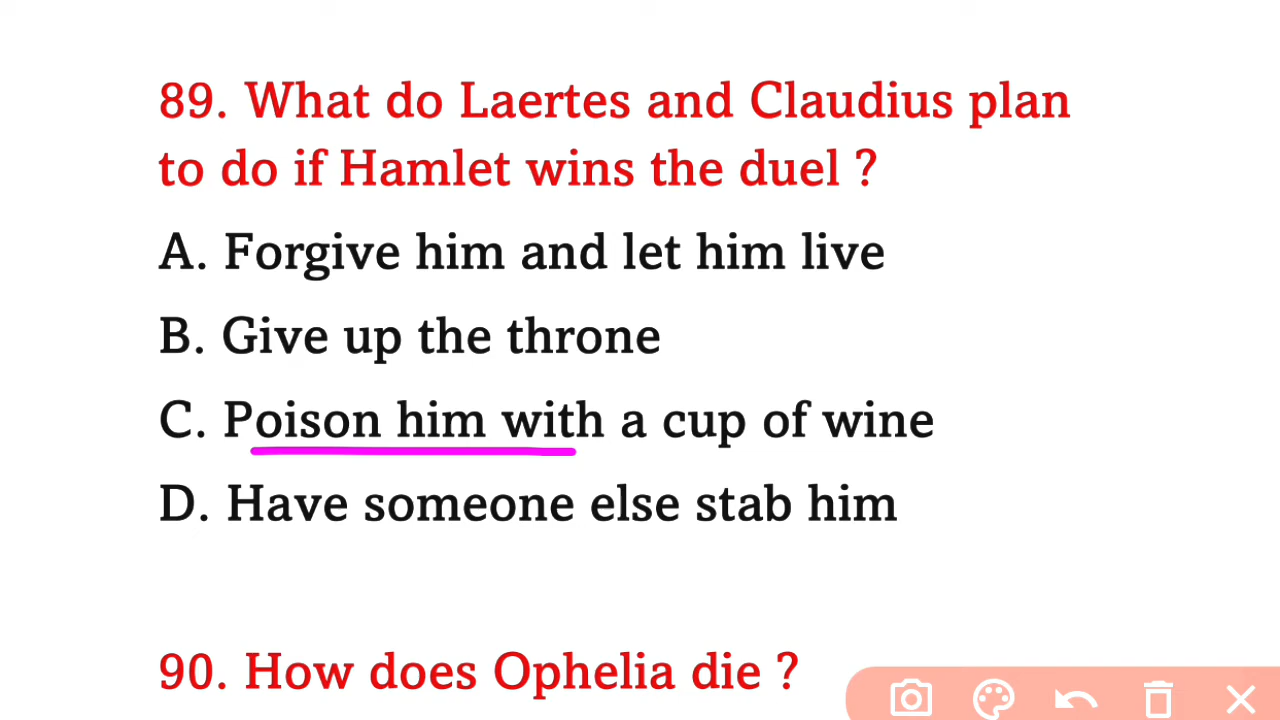 89. What do Laertes and Claudius plan
to do if Hamlet wins the duel ?
A. Forgive him and let him live
B. Give up the throne
C. Poison him with a cup of wine
D. Have someone else stab him
90. How does Ophelia die ?